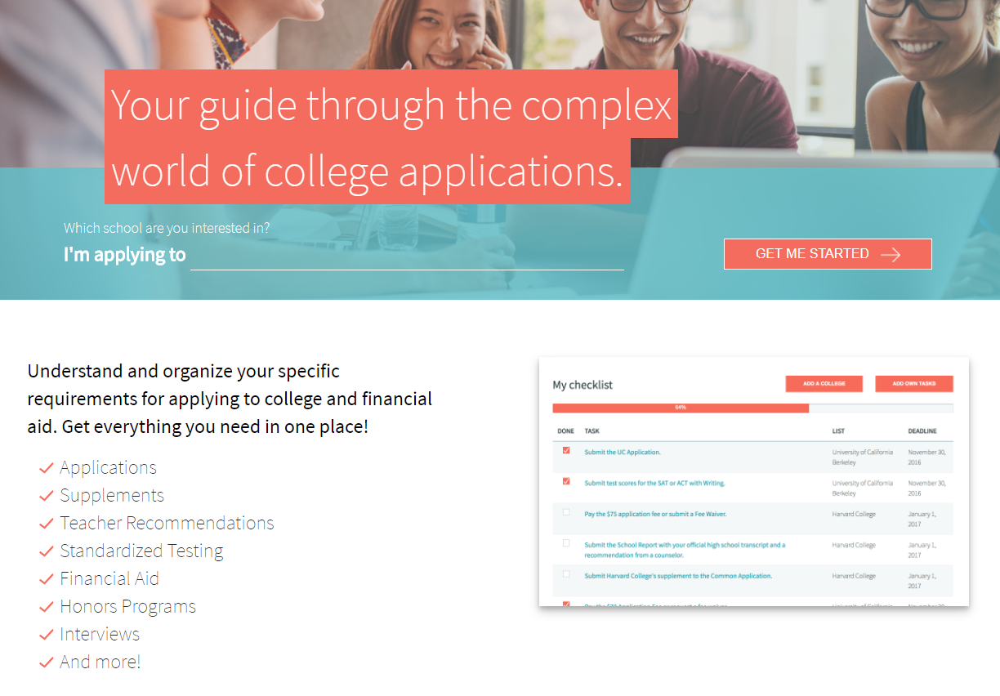 Your guide through the complex
world of college applications.
Which school are you interested in?
I'm applying to
GET ME STARTED
Understand and organize your specific
requirements for applying to college and financial
aid. Get everything you need in one place!
Applications
Supplements
Teacher Recommendations
Standardized Testing
Financial Aid
Honors Programs
Interviews
And more!
My checklist
ADD A COLLEGE
ADD OWN TASKS
64%
DONE TASK LIST DEADLINE
Submit the UC Application. University of California November 30,
Berkeley 2016
Submit test scores for the SAT or ACT with Writing. University of California November 30,
Berkeley 2016
Pay the $75 application fee or submit a Fee Waiver. Harvard College January 1,
2017
Submit the School Report with your official high school transcript and a Harvard College January 1,
recommendation from a counselor. 2017
Submit Harvard College's supplement to the Common Application. Harvard College January 1,
2017